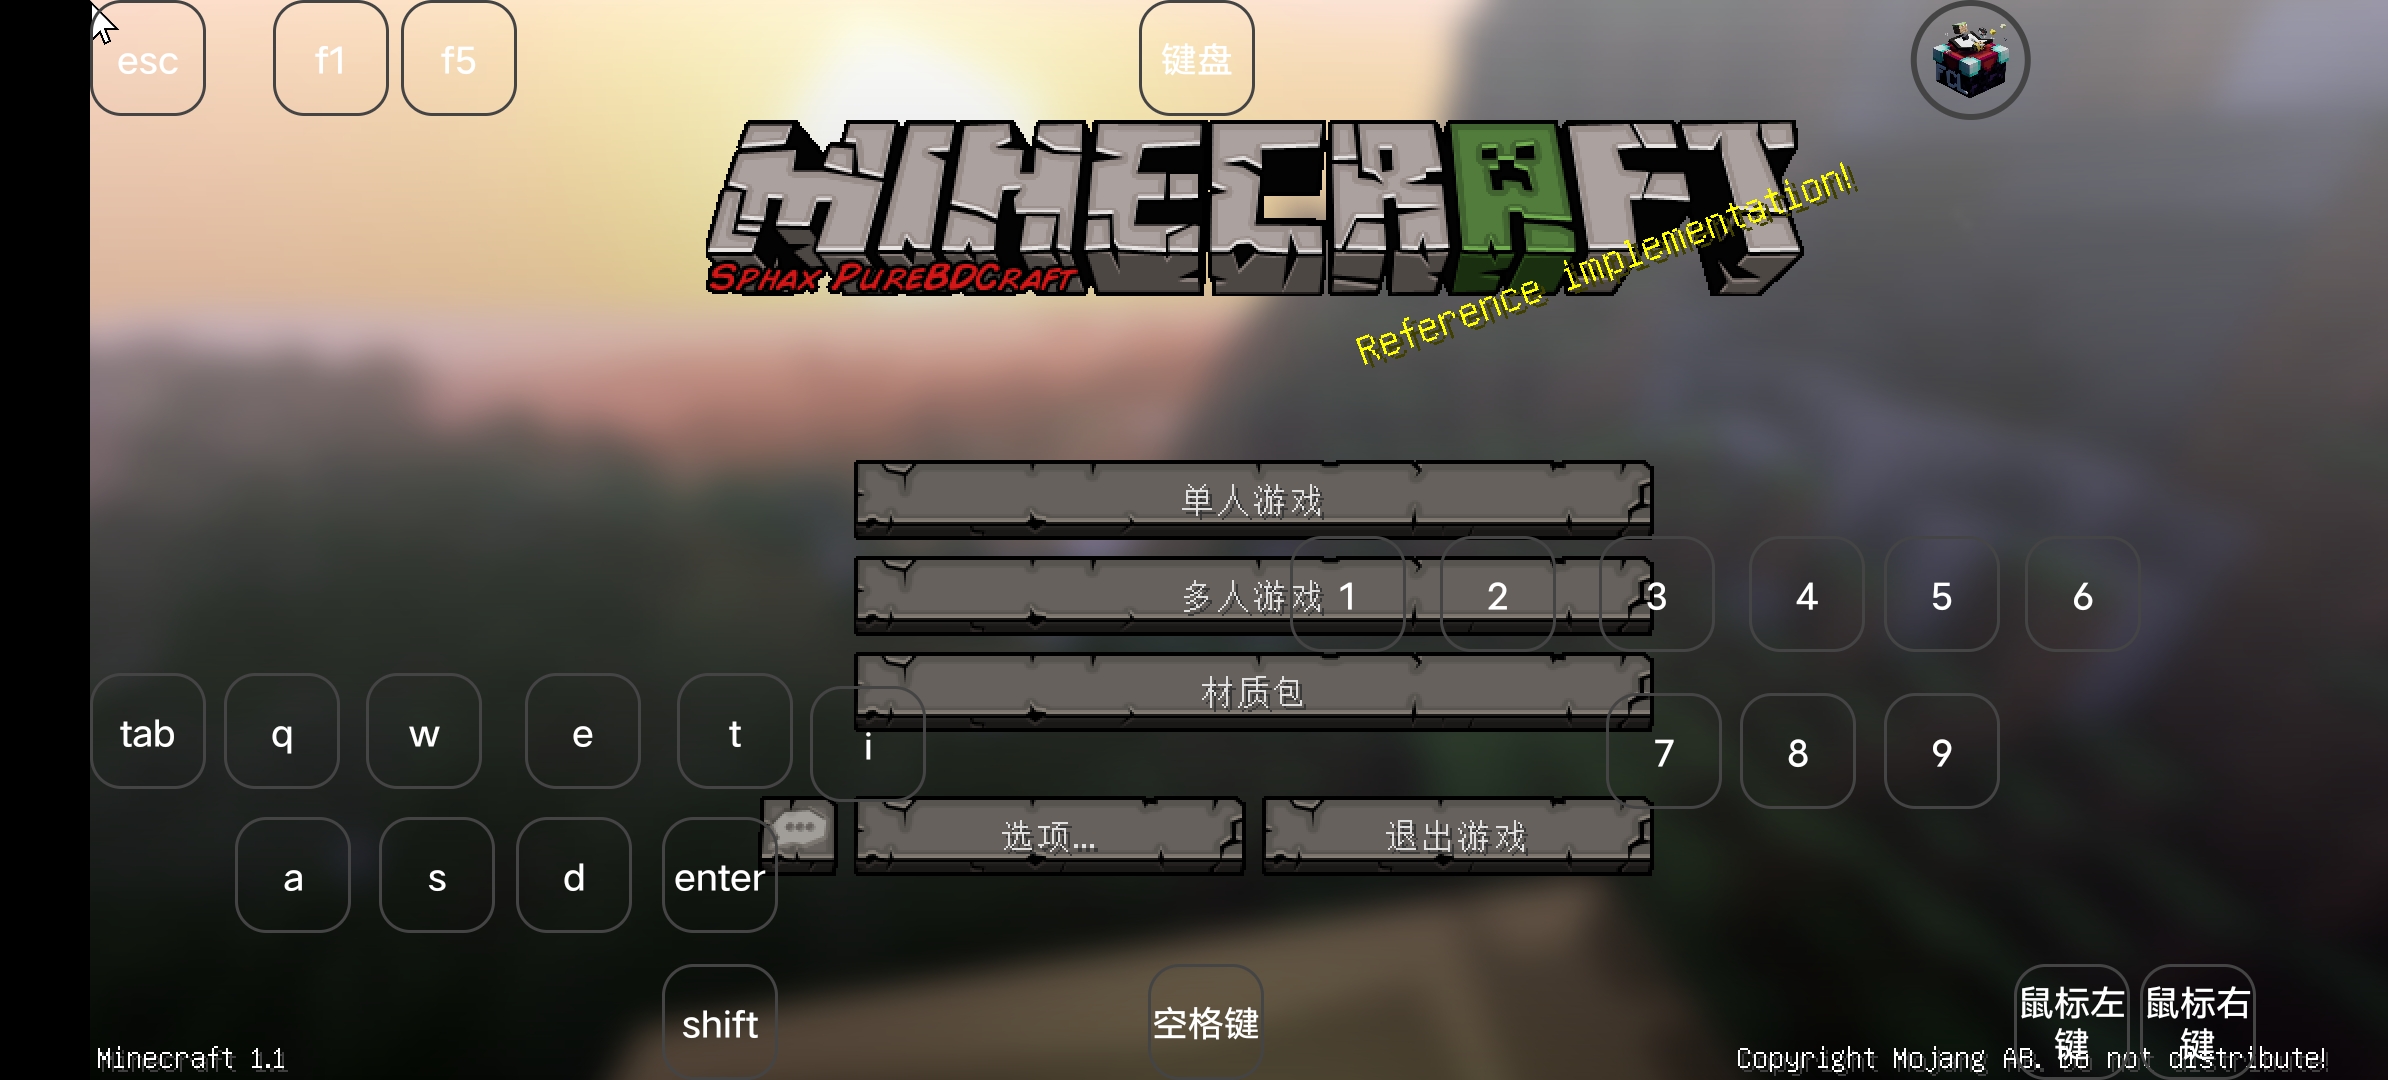 esc
f1
f5
键盘
FCL
MINECRAFT
SPHAX PUREBDCRAFT
Reference implementation!
单人游戏
多人游戏
1
2
3
4
5
6
材质包
tab
q
w
e
t
i
7
8
9
选项...
退出游戏
a
s
d
enter
shift
空格键
鼠标左键
鼠标右键
Minecraft 1.1
Copyright Mojang AB. Do not distribute!